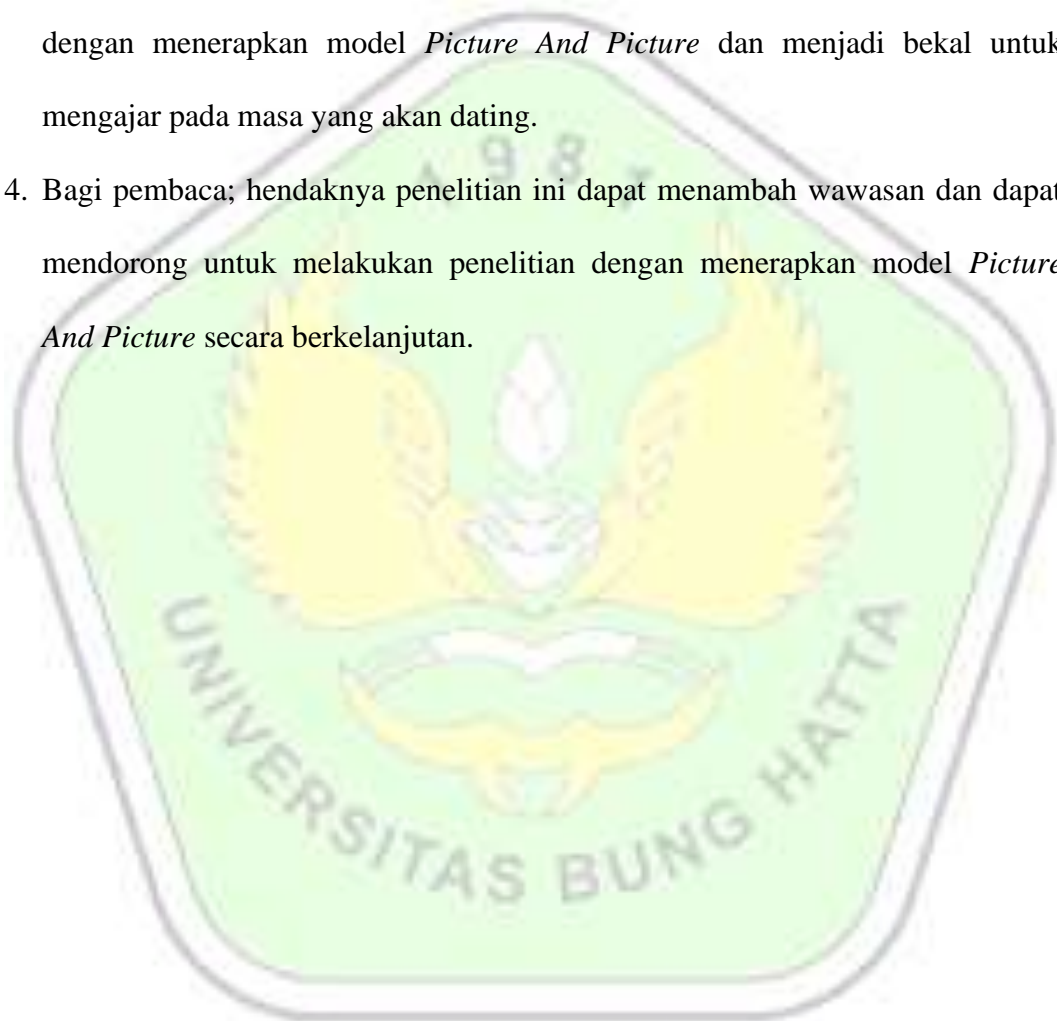 dengan menerapkan model Picture And Picture dan menjadi bekal untuk
mengajar pada masa yang akan dating.
1981
4. Bagi pembaca; hendaknya penelitian ini dapat menambah wawasan dan dapat
mendorong untuk melakukan penelitian dengan menerapkan model Picture
And Picture secara berkelanjutan.
UNIVERSITAS BUNG HATTA